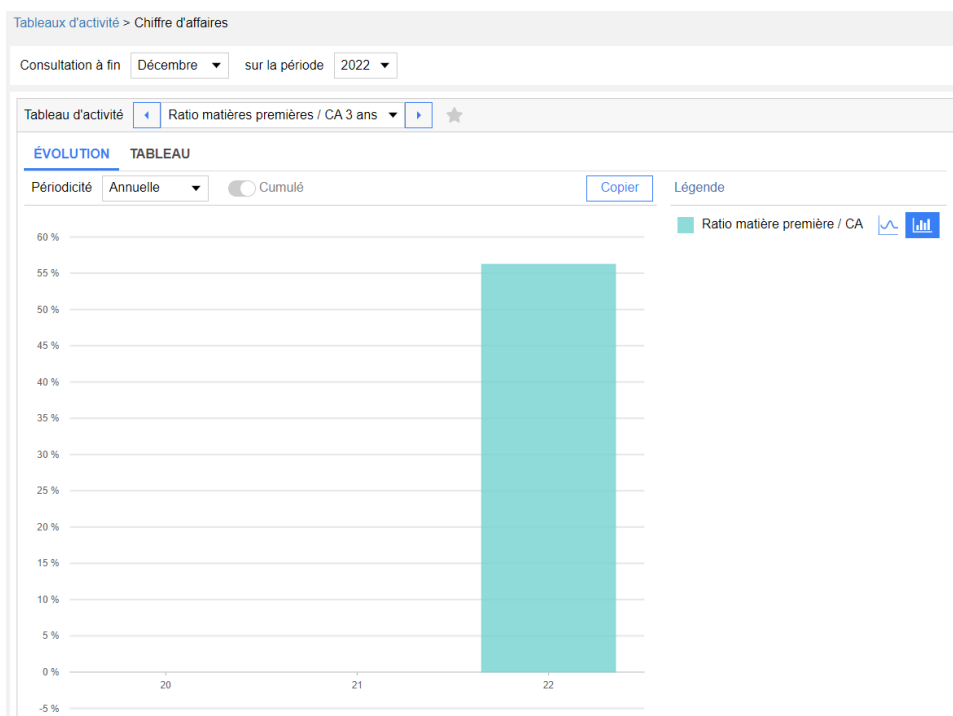 Tableaux d'activité > Chiffre d'affaires
Consultation à fin Décembre sur la période 2022
Tableau d'activité Ratio matières premières / CA 3 ans
ÉVOLUTION TABLEAU
Périodicité Annuelle Cumulé Copier Légende
Ratio matière première / CA
60 %
55 %
50 %
45 %
40 %
35 %
30 %
25 %
20 %
15 %
10 %
5 %
0 %
20 21 22
-5 %